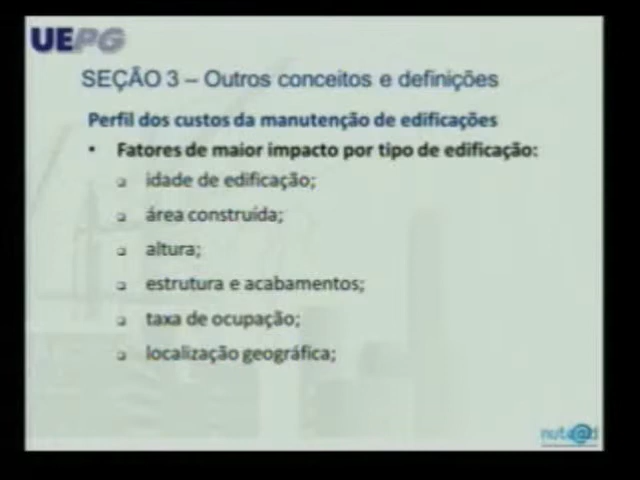 UEPG
SEÇÃO 3 – Outros conceitos e definições
Perfil dos custos da manutenção de edificações
• Fatores de maior impacto por tipo de edificação:
❑ idade de edificação;
❑ área construída;
❑ altura;
❑ estrutura e acabamentos;
❑ taxa de ocupação;
❑ localização geográfica;
nute@d